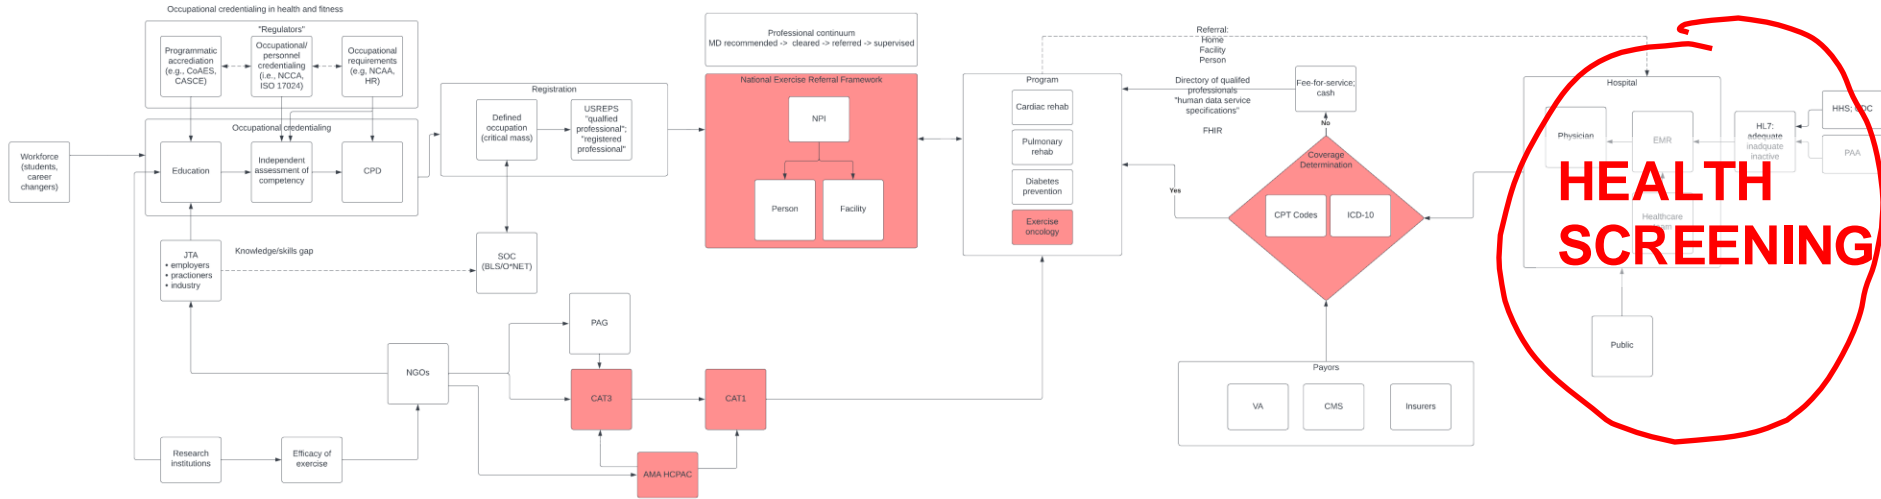 Occupational credentialing in health and fitness
"Regulators"
Programmatic
accrediation
(e.g., CoAES,
CASCE)
Occupational/
personnel
credentialing
(i.e., NCCA,
ISO 17024)
Occupational
requirements
(e.g, NCAA,
HR)
Occupational credentialing
Workforce
(students,
career
changers)
Education
Independent
assessment of
competency
CPD
JTA
• employers
• practioners
• industry
Knowledge/skills gap
Registration
Defined
occupation
(critical mass)
USREPS
"qualfied
professional";
"registered
professional"
SOC
(BLS/O*NET)
Professional continuum
MD recommended -> cleared -> referred -> supervised
National Exercise Referral Framework
NPI
Person
Facility
Program
Cardiac rehab
Pulmonary
rehab
Diabetes
prevention
Exercise
oncology
Referral:
Home
Facility
Person
Directory of qualifed
professionals
"human data service
specifications"
FHIR
Fee-for-service;
cash
No
Yes
Coverage
Determination
CPT Codes
ICD-10
Hospital
Physician
EMR
HL7:
adequate
inadquate
inactive
HHS; CDC
PAA
Healthcare
HEALTH
SCREENING
Public
PAG
NGOs
CAT3
CAT1
AMA HCPAC
Research
institutions
Efficacy of
exercise
Payors
VA
CMS
Insurers